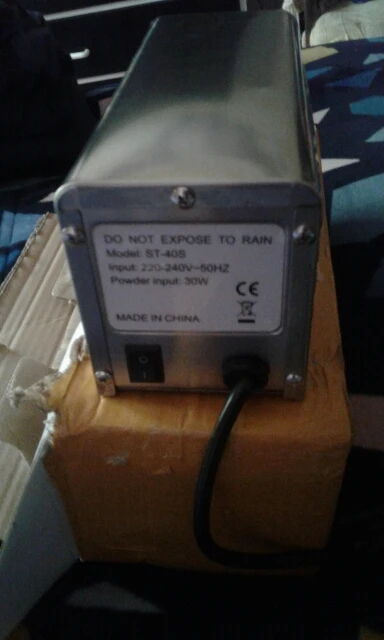 DO NOT EXPOSE TO RAIN
Model: ST-40S
Input: 220-240V~50HZ
Powder input: 30W
CE
MADE IN CHINA